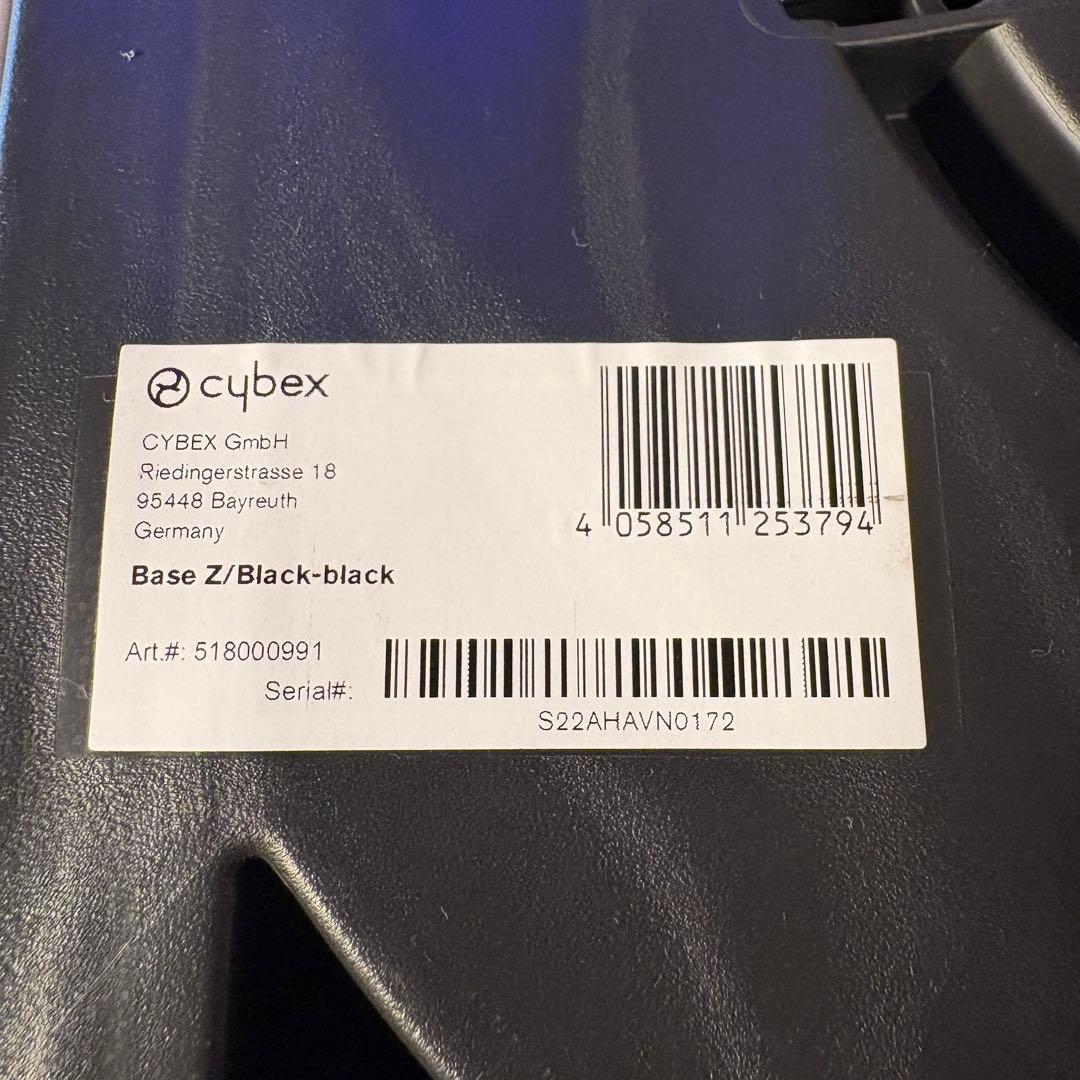 cybex
CYBEX GmbH
Riedingerstrasse 18
95448 Bayreuth
Germany
4 058511 253794
Base Z/Black-black
Art.#: 518000991
Serial#:
S22AHAVN0172